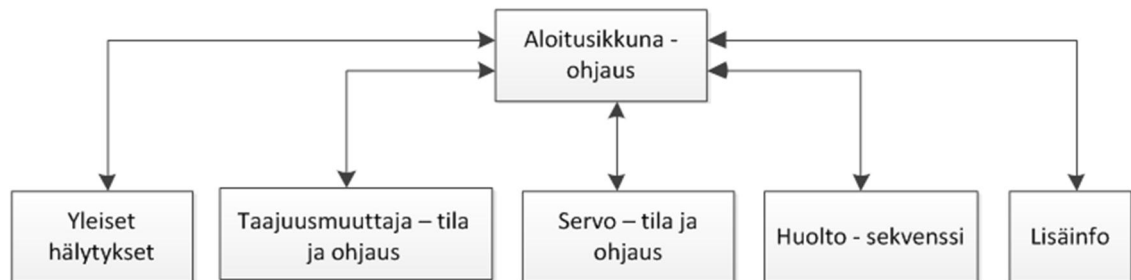 Aloitusikkuna -
ohjaus
Yleiset
hälytykset
Taajuusmuuttaja – tila
ja ohjaus
Servo – tila ja
ohjaus
Huolto - sekvenssi
Lisäinfo